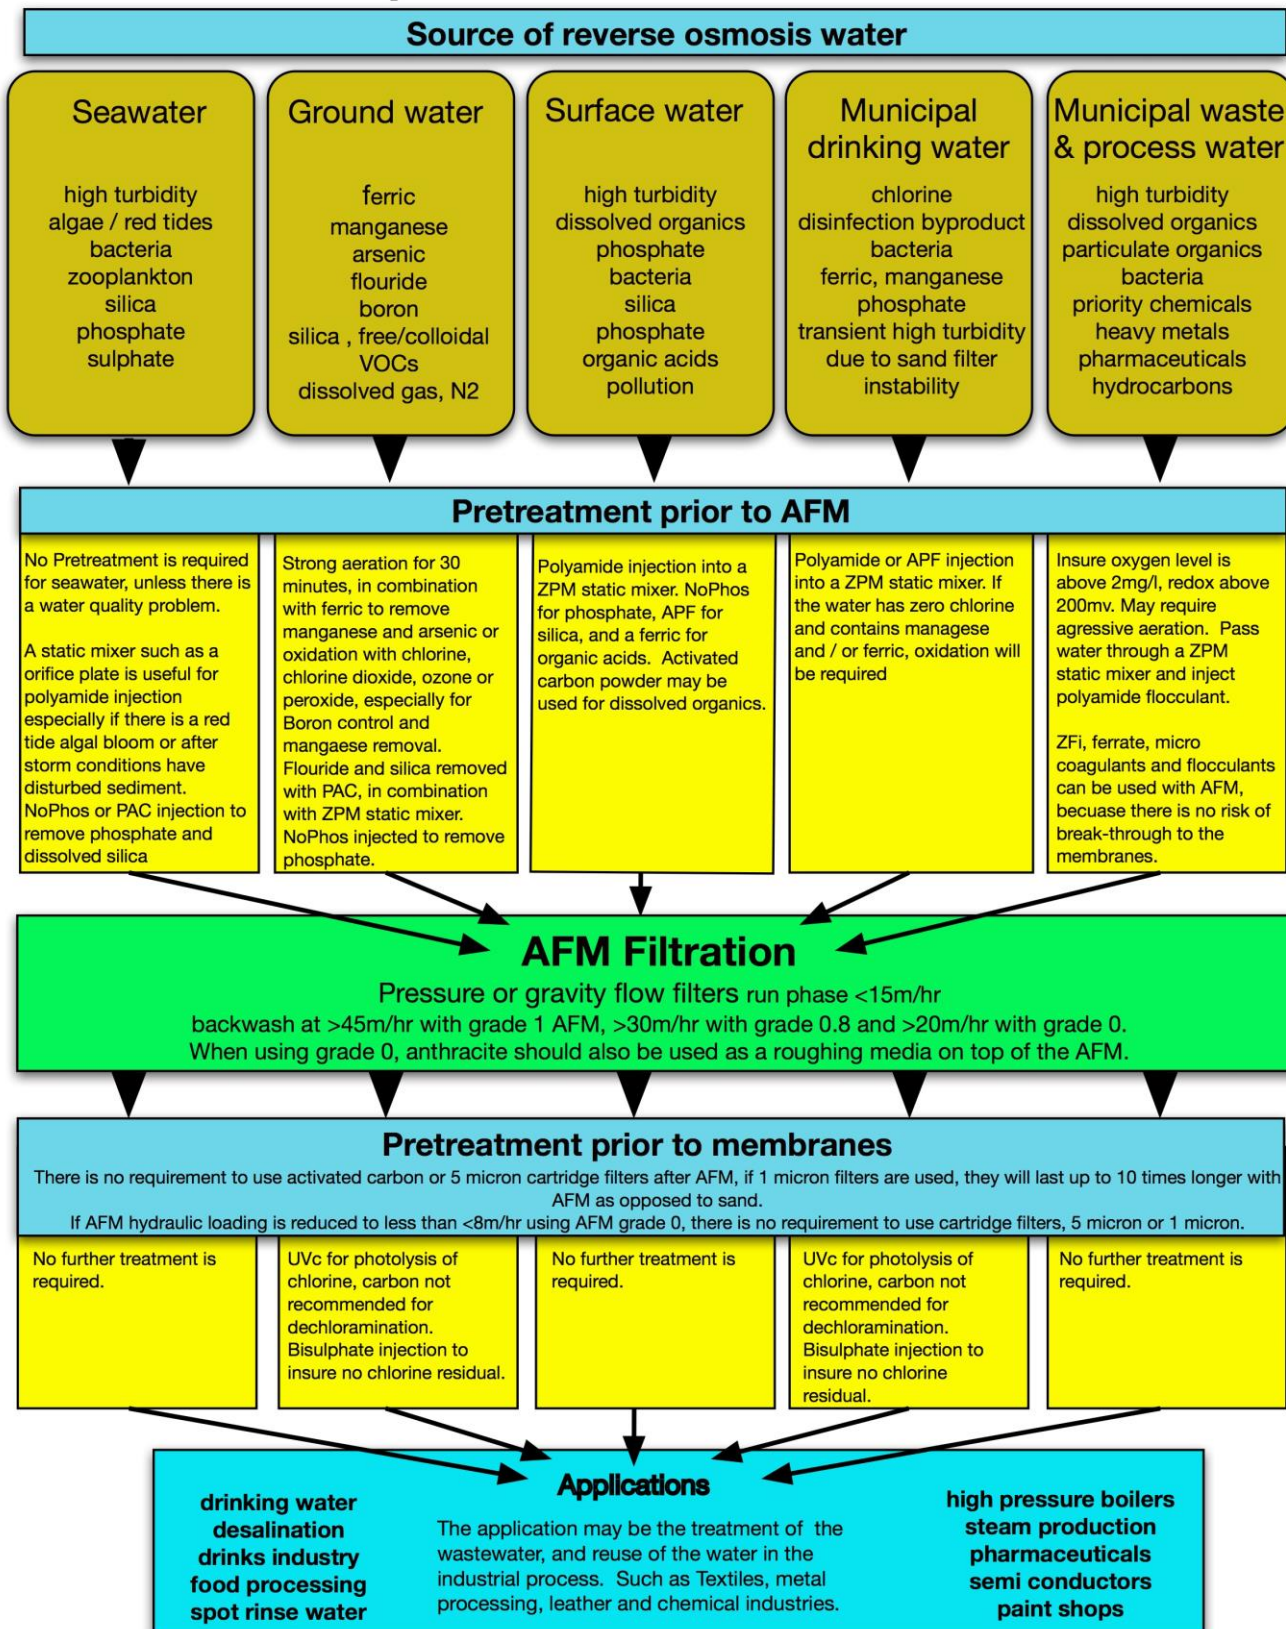 Source of reverse osmosis water
Seawater
high turbidity
algae / red tides
bacteria
zooplankton
silica
phosphate
sulphate
Ground water
ferric
manganese
arsenic
flouride
boron
silica , free/colloidal
VOCs
dissolved gas, N2
Surface water
high turbidity
dissolved organics
phosphate
bacteria
silica
phosphate
organic acids
pollution
Municipal
drinking water
chlorine
disinfection byproduct
bacteria
ferric, manganese
phosphate
transient high turbidity
due to sand filter
instability
Municipal waste
& process water
high turbidity
dissolved organics
particulate organics
bacteria
priority chemicals
heavy metals
pharmaceuticals
hydrocarbons
Pretreatment prior to AFM
No Pretreatment is required
for seawater, unless there is
a water quality problem.
A static mixer such as a
orifice plate is useful for
polyamide injection
especially if there is a red
tide algal bloom or after
storm conditions have
disturbed sediment.
NoPhos or PAC injection to
remove phosphate and
dissolved silica
Strong aeration for 30
minutes, in combination
with ferric to remove
manganese and arsenic or
oxidation with chlorine,
chlorine dioxide, ozone or
peroxide, especially for
Boron control and
mangaese removal.
Flouride and silica removed
with PAC, in combination
with ZPM static mixer.
NoPhos injected to remove
phosphate.
Polyamide injection into a
ZPM static mixer. NoPhos
for phosphate, APF for
silica, and a ferric for
organic acids. Activated
carbon powder may be
used for dissolved organics.
Polyamide or APF injection
into a ZPM static mixer. If
the water has zero chlorine
and contains managese
and / or ferric, oxidation will
be required
Insure oxygen level is
above 2mg/l, redox above
200mv. May require
agressive aeration. Pass
water through a ZPM
static mixer and inject
polyamide flocculant.
ZFi, ferrate, micro
coagulants and flocculants
can be used with AFM,
becuase there is no risk of
break-through to the
membranes.
AFM Filtration
Pressure or gravity flow filters run phase <15m/hr
backwash at >45m/hr with grade 1 AFM, >30m/hr with grade 0.8 and >20m/hr with grade 0.
When using grade 0, anthracite should also be used as a roughing media on top of the AFM.
Pretreatment prior to membranes
There is no requirement to use activated carbon or 5 micron cartridge filters after AFM, if 1 micron filters are used, they will last up to 10 times longer with
AFM as opposed to sand.
If AFM hydraulic loading is reduced to less than <8m/hr using AFM grade 0, there is no requirement to use cartridge filters, 5 micron or 1 micron.
No further treatment is
required.
UVc for photolysis of
chlorine, carbon not
recommended for
dechloramination.
Bisulphate injection to
insure no chlorine residual.
No further treatment is
required.
UVc for photolysis of
chlorine, carbon not
recommended for
dechloramination.
Bisulphate injection to
insure no chlorine
residual.
No further treatment is
required.
Applications
drinking water
desalination
drinks industry
food processing
spot rinse water
The application may be the treatment of the
wastewater, and reuse of the water in the
industrial process. Such as Textiles, metal
processing, leather and chemical industries.
high pressure boilers
steam production
pharmaceuticals
semi conductors
paint shops